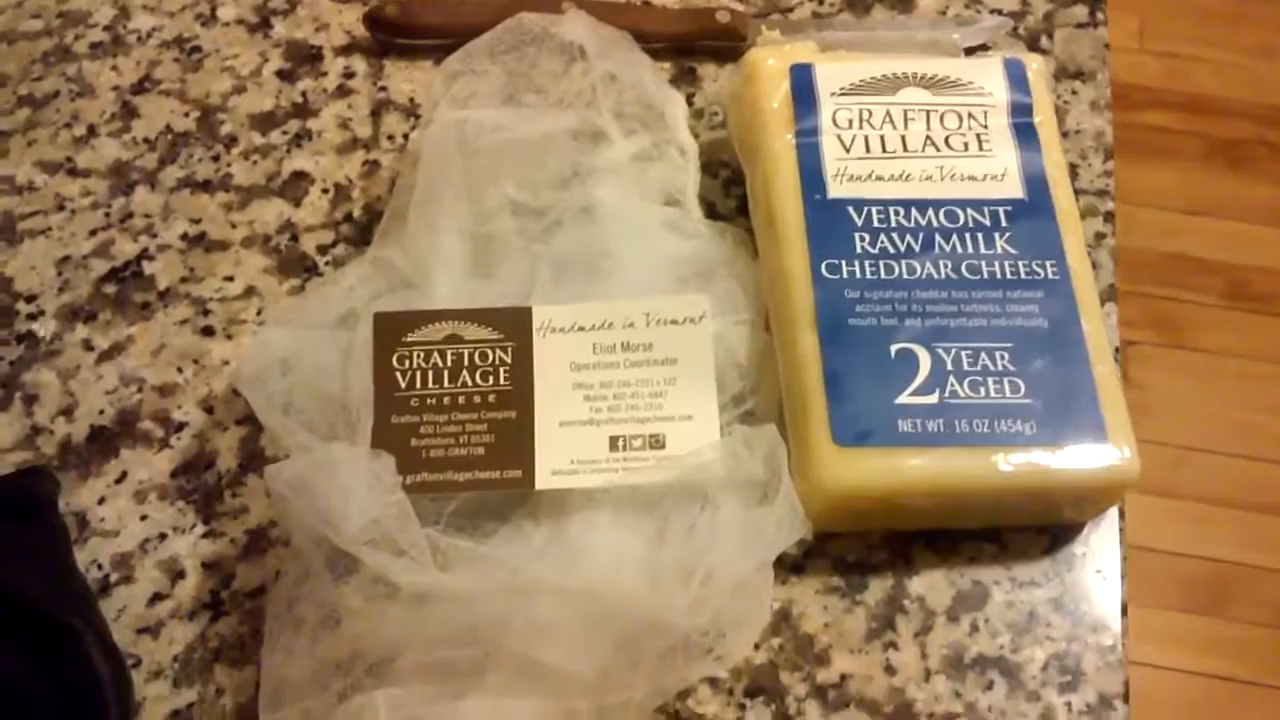 GRAFTON
VILLAGE
CHEESE
Grafton Village Cheese Company
400 Linden Street
Brattleboro, VT 05301
1-800-GRAFTON
graftonvillagecheese.com
Handmade in Vermont
Eliot Morse
Operations Coordinator
Office:
Mobile:
Fax:
GRAFTON
VILLAGE
Handmade in Vermont
VERMONT
RAW MILK
CHEDDAR CHEESE
Our signature cheddar has earned national
acclaim for its mellow tartness, creamy
mouth feel, and unforgettable individuality
2 YEAR
AGED
NET WT. 16 OZ (454g)